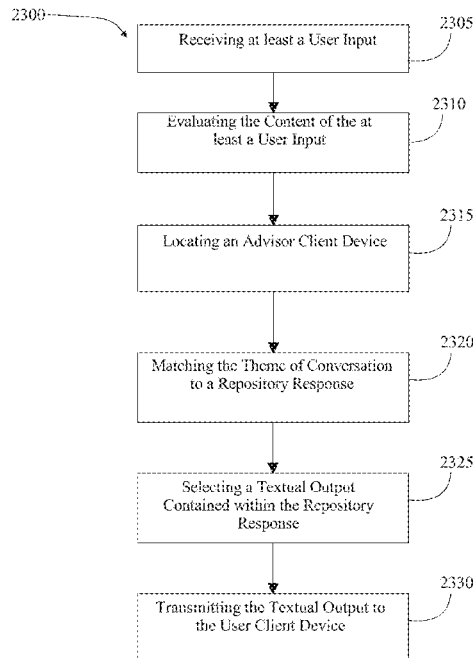 2300
Receiving at least a User Input
2305
Evaluating the Content of the at
least a User Input
2310
Locating an Advisor Client Device
2315
Matching the Theme of Conversation
to a Repository Response
2320
Selecting a Textual Output
Contained within the Repository
Response
2325
Transmitting the Textual Output to
the User Client Device
2330